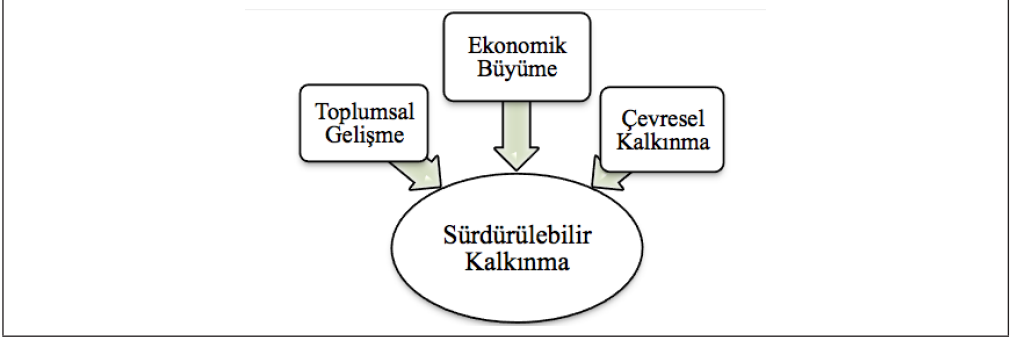 Ekonomik
Büyüme
Toplumsal
Gelişme
Çevresel
Kalkınma
Sürdürülebilir
Kalkınma